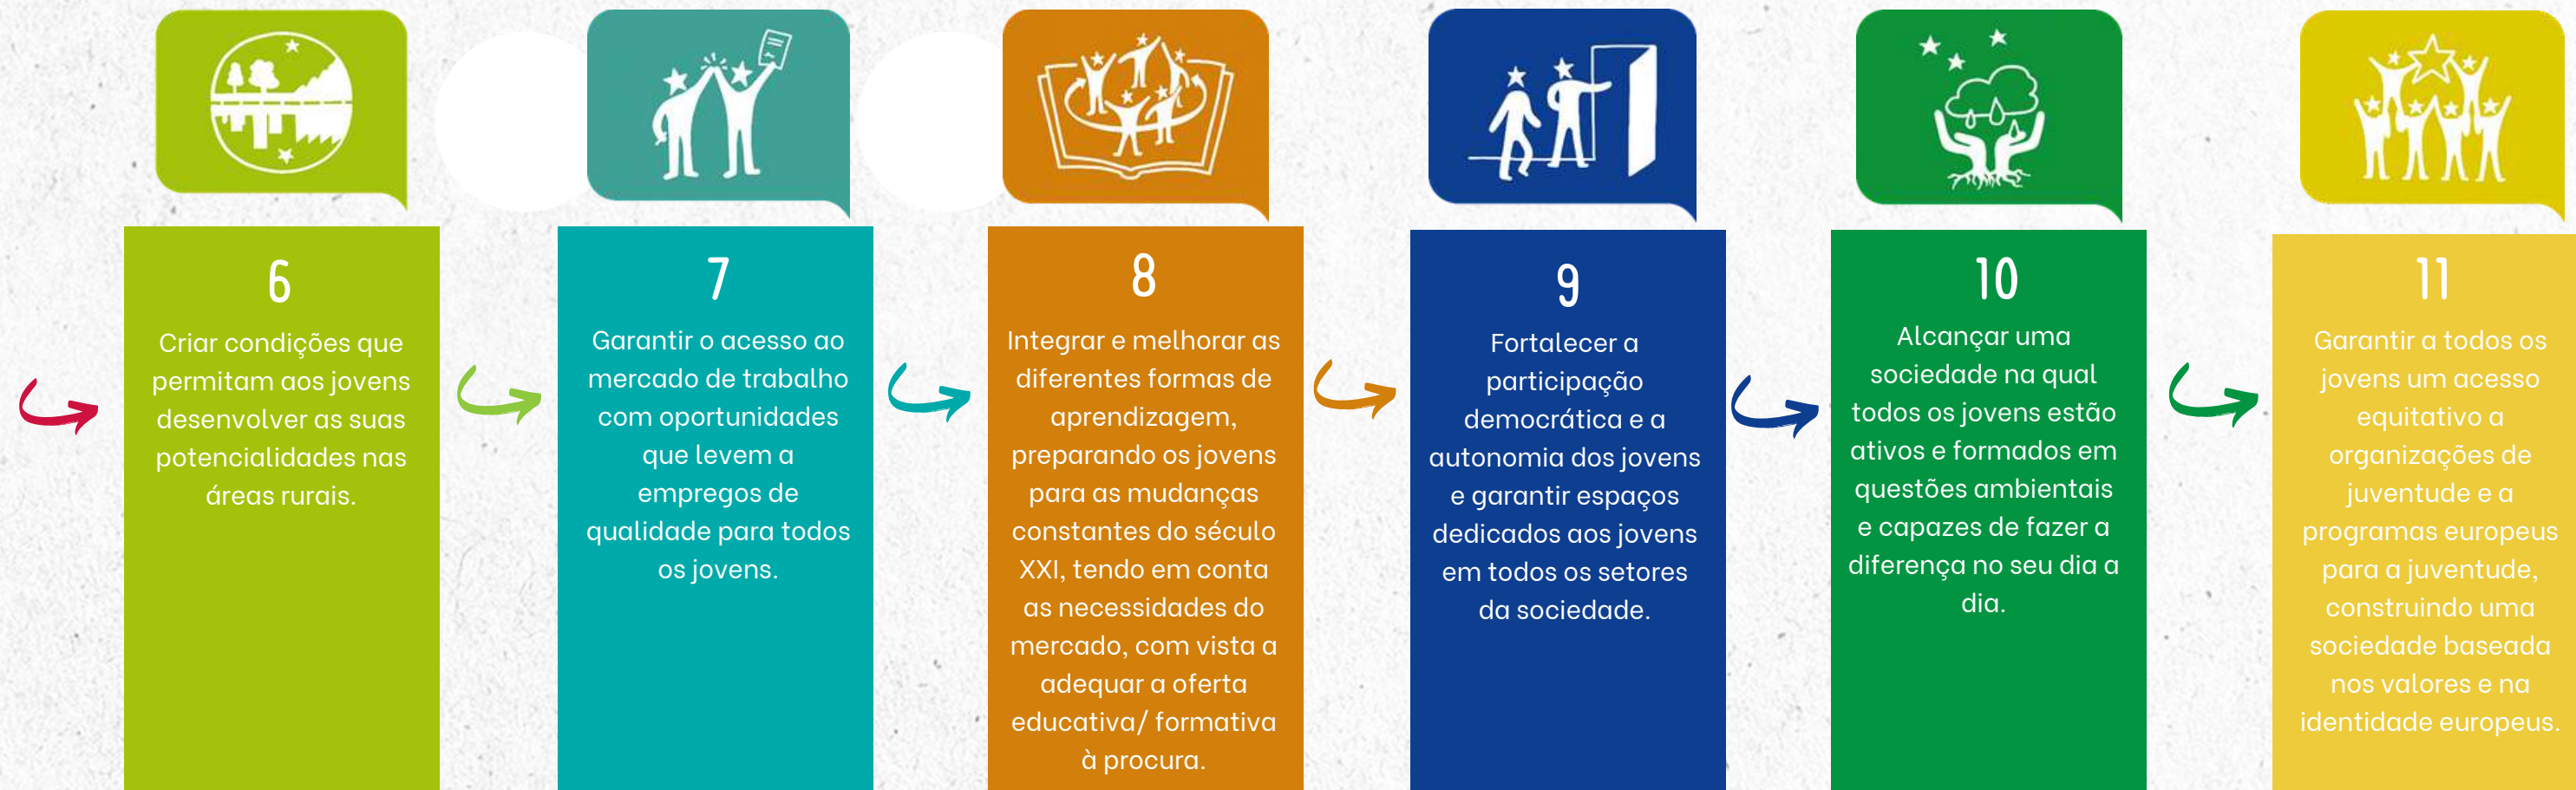 6
Criar condições que
permitam aos jovens
desenvolver as suas
potencialidades nas
áreas rurais.
7
Garantir o acesso ao
mercado de trabalho
com oportunidades
que levem a
empregos de
qualidade para todos
os jovens.
8
Integrar e melhorar as
diferentes formas de
aprendizagem,
preparando os jovens
para as mudanças
constantes do século
XXI, tendo em conta
as necessidades do
mercado, com vista a
adequar a oferta
educativa/ formativa
à procura.
9
Fortalecer a
participação
democrática e a
autonomia dos jovens
e garantir espaços
dedicados aos jovens
em todos os setores
da sociedade.
10
Alcançar uma
sociedade na qual
todos os jovens estão
ativos e formados em
questões ambientais
e capazes de fazer a
diferença no seu dia a
dia.
11
Garantir a todos os
jovens um acesso
equitativo a
organizações de
juventude e a
programas europeus
para a juventude,
construindo uma
sociedade baseada
nos valores e na
identidade europeus.